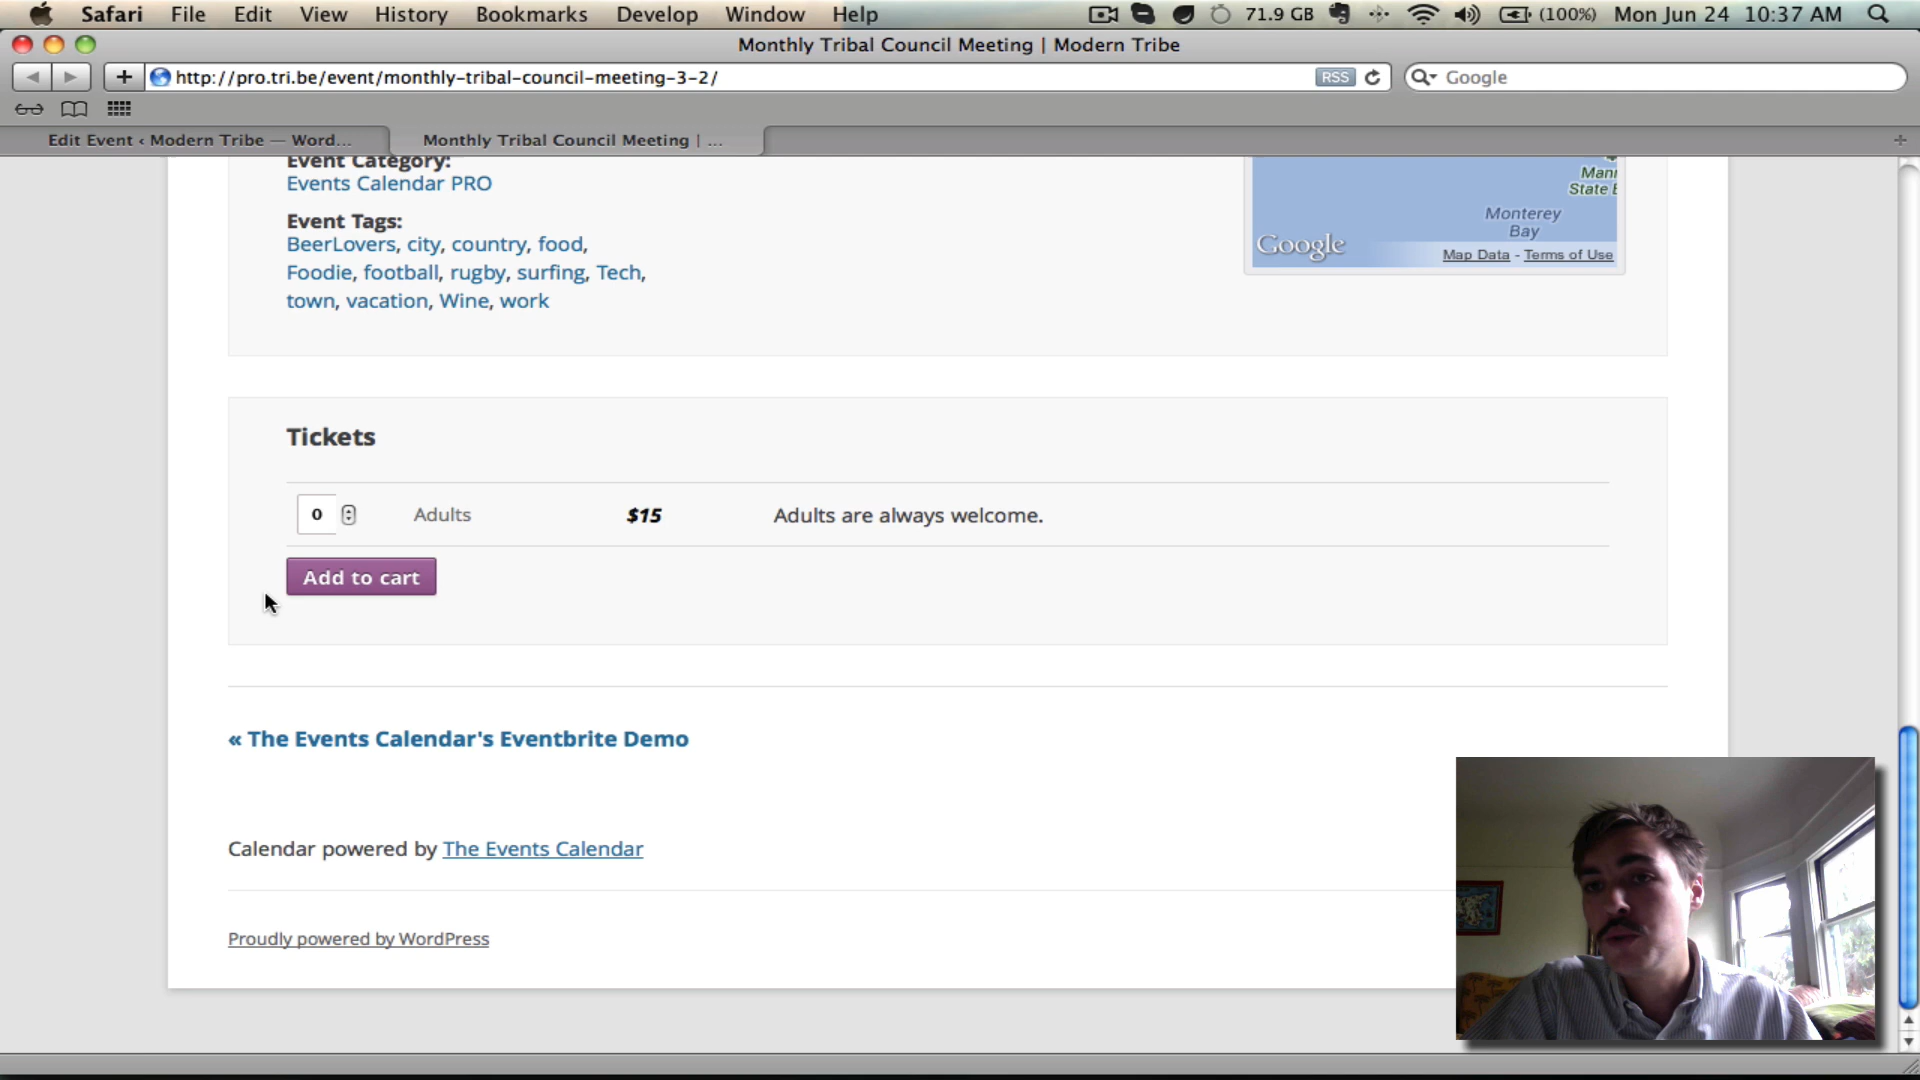 Safari File Edit View History Bookmarks Develop Window Help 71.9 GB (100%) Mon Jun 24 10:37 AM
Monthly Tribal Council Meeting | Modern Tribe
http://pro.tri.be/event/monthly-tribal-council-meeting-3-2/ RSS Google
Edit Event ‹ Modern Tribe — Word... Monthly Tribal Council Meeting | ...
Event Category:
Events Calendar PRO
Event Tags:
BeerLovers, city, country, food,
Foodie, football, rugby, surfing, Tech,
town, vacation, Wine, work
State
Monterey
Bay
Google
Map Data - Terms of Use
Tickets
0 Adults $15 Adults are always welcome.
Add to cart
« The Events Calendar's Eventbrite Demo
Calendar powered by The Events Calendar
Proudly powered by WordPress